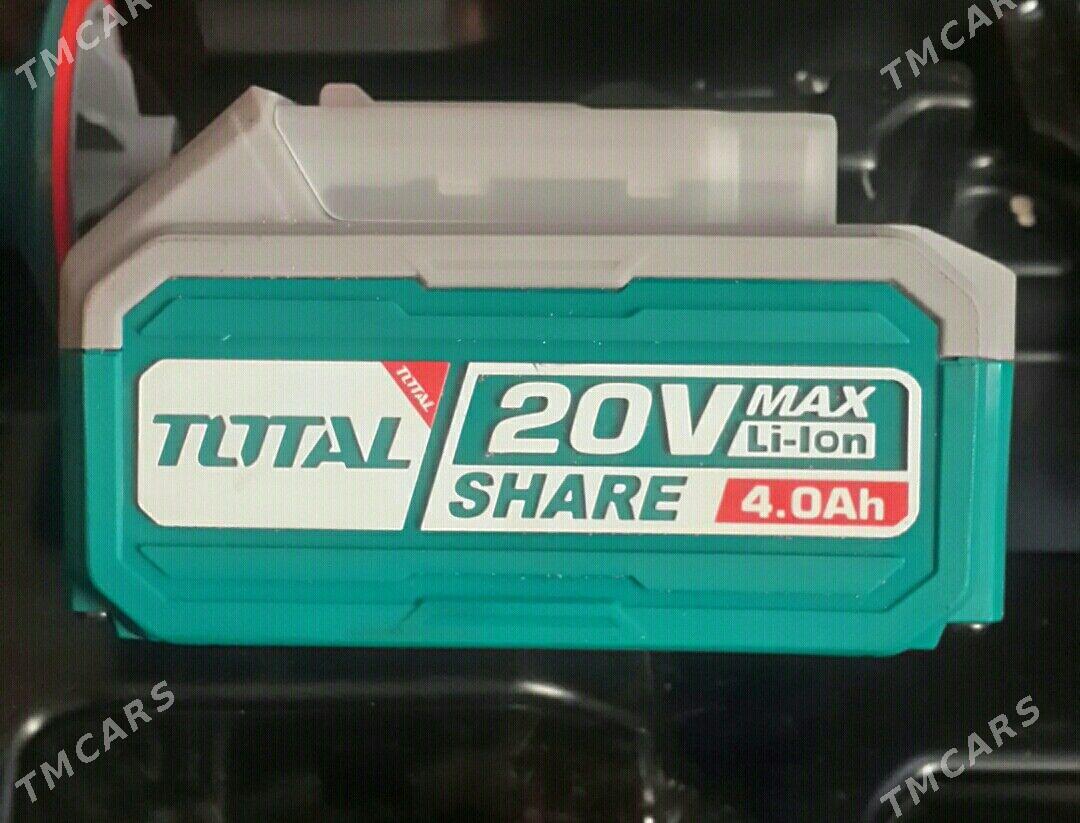 TMCARS
TMCARS
TOTAL
TOTAL
20V MAX
Li-Ion
SHARE 4.0Ah
TMCARS
TMCARS